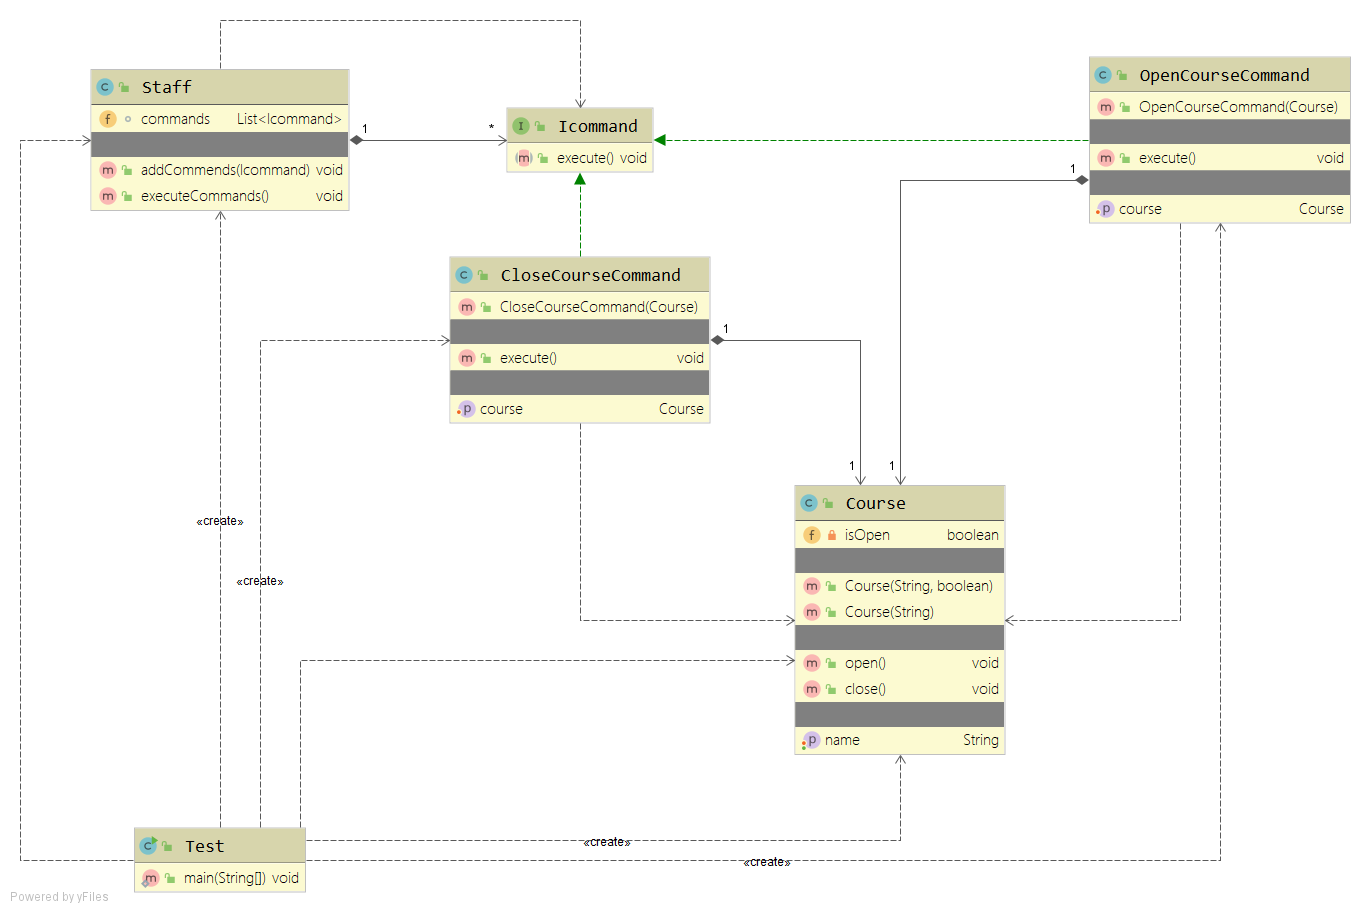 Staff
commands List<Icommand>
addCommends(Icommand) void
executeCommands() void
1
*
Icommand
execute() void
OpenCourseCommand
OpenCourseCommand(Course)
execute() void
course Course
1
CloseCourseCommand
CloseCourseCommand(Course)
execute() void
course Course
1
1
1
Course
isOpen boolean
Course(String, boolean)
Course(String)
open() void
close() void
name String
«create»
«create»
Test
main(String[]) void
«create»
«create»
Powered by yFiles